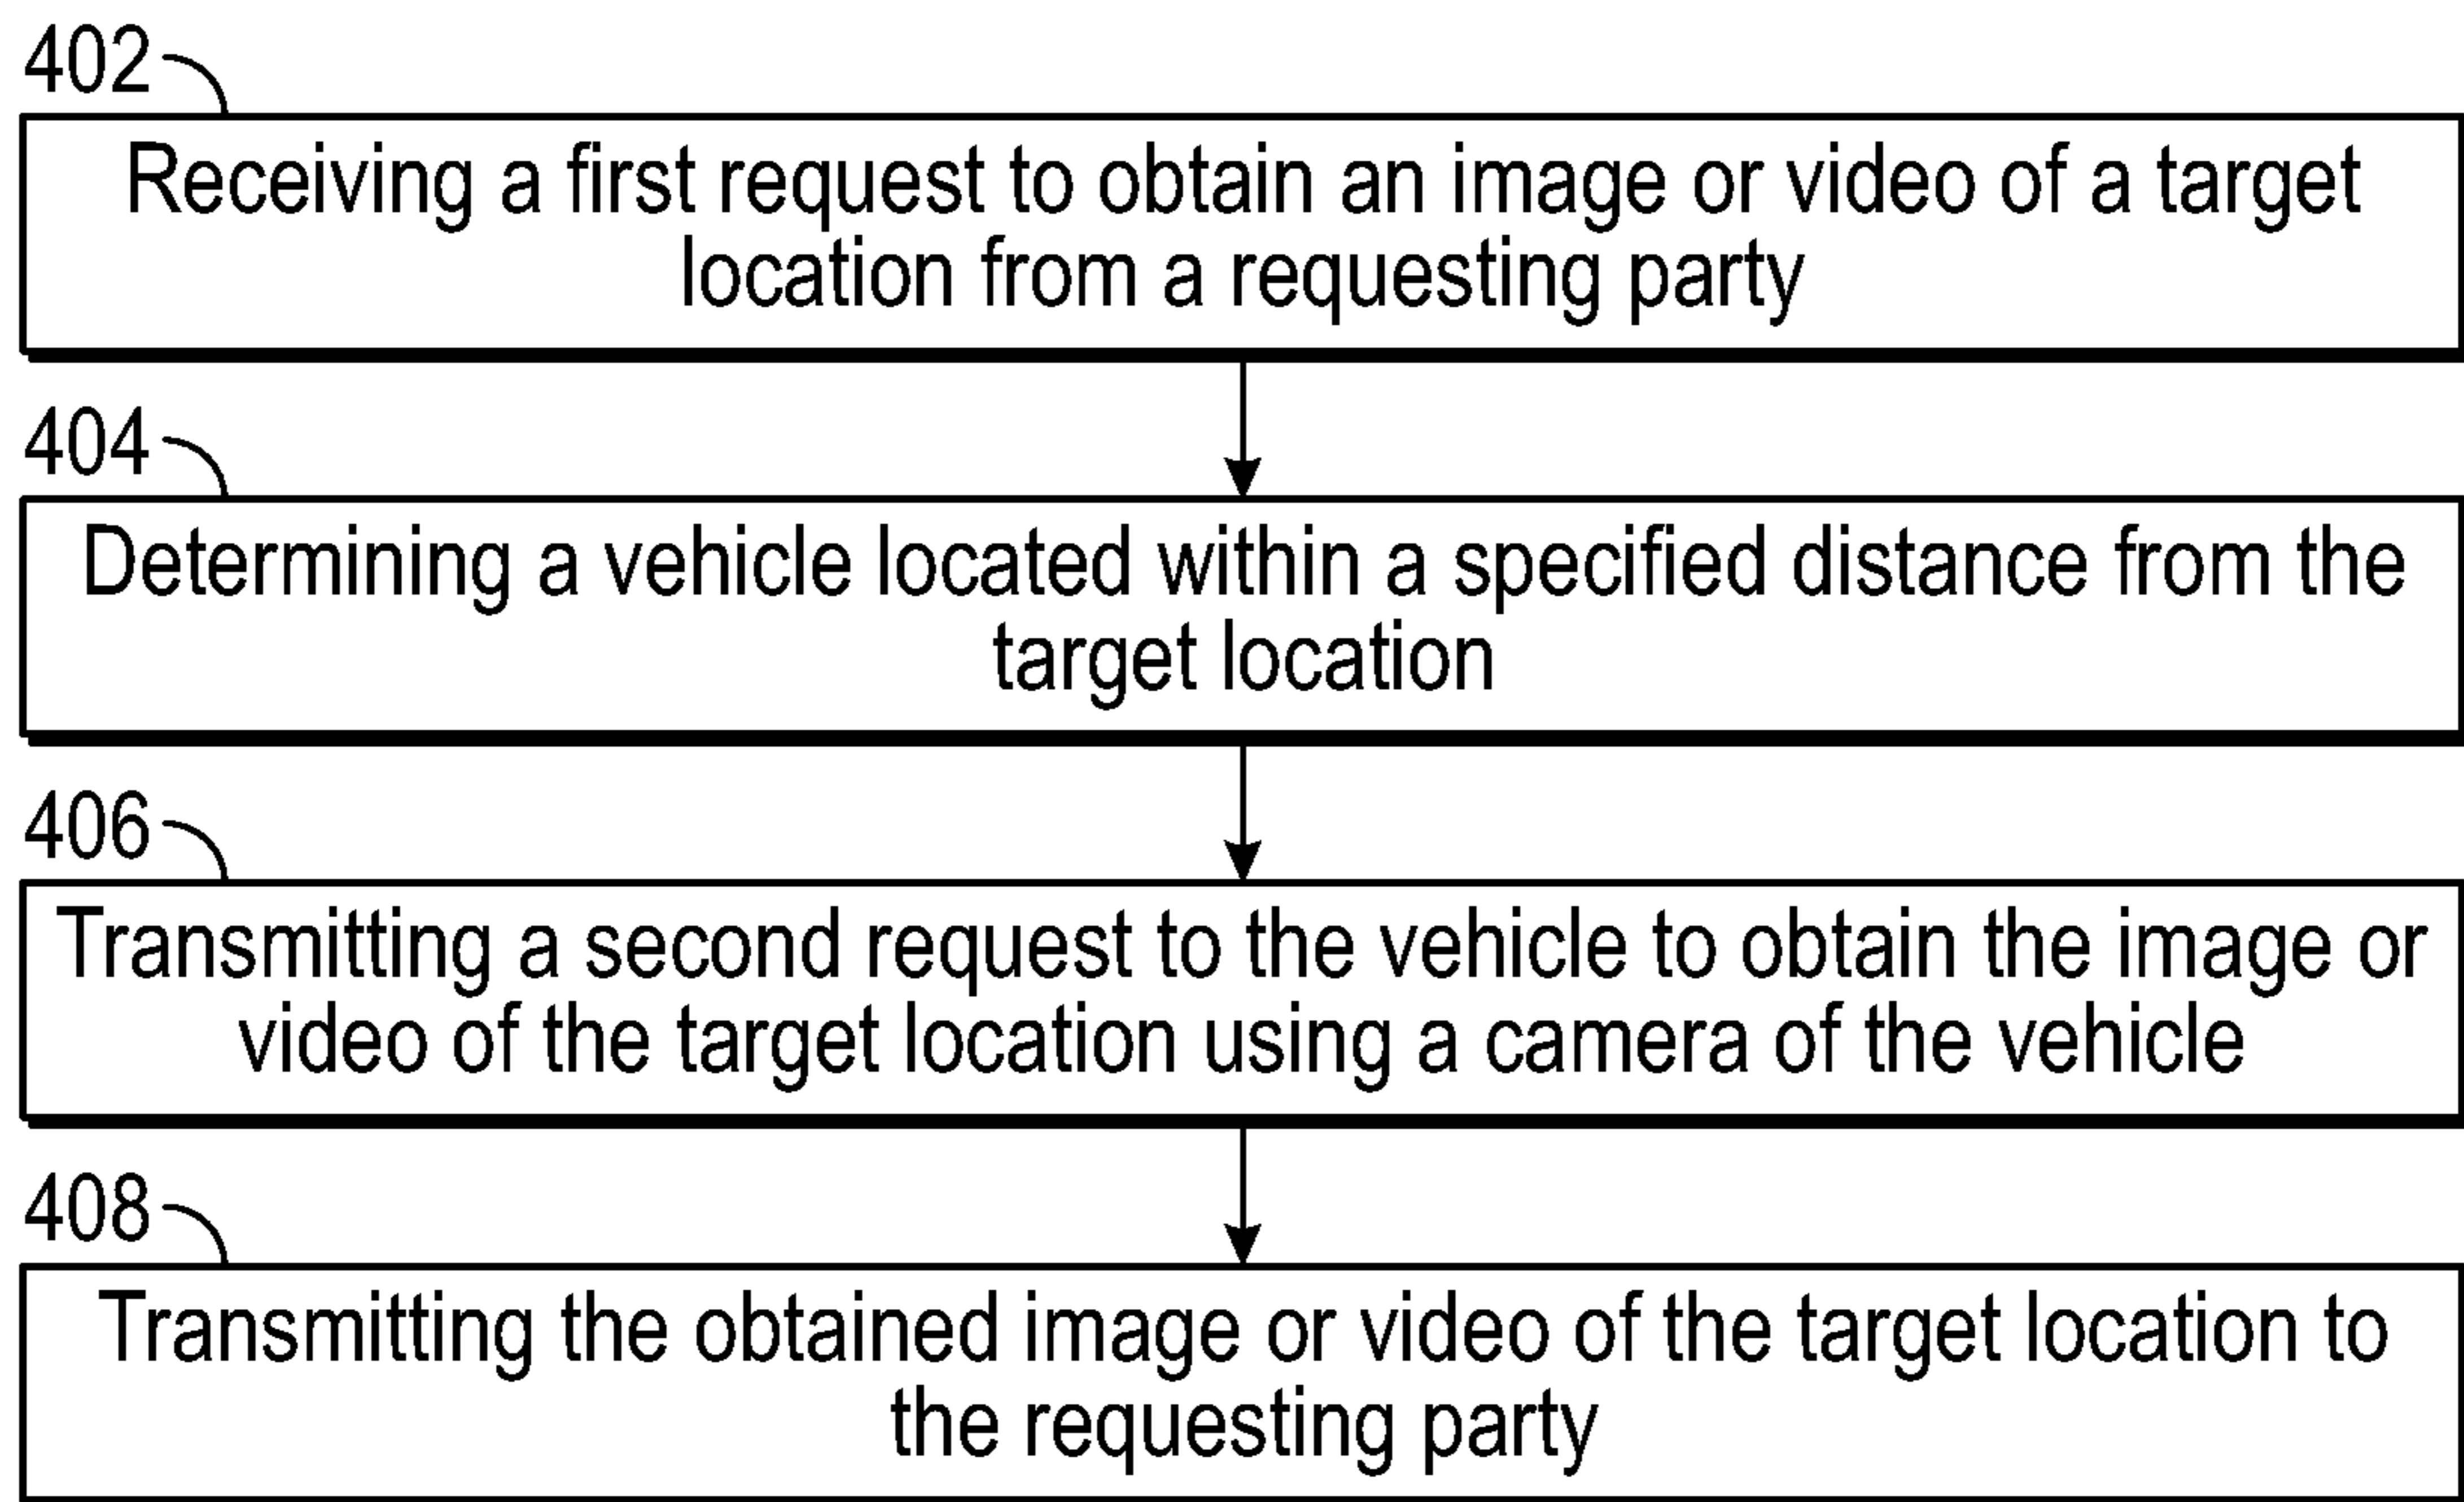 402
Receiving a first request to obtain an image or video of a target
location from a requesting party
404
Determining a vehicle located within a specified distance from the
target location
406
Transmitting a second request to the vehicle to obtain the image or
video of the target location using a camera of the vehicle
408
Transmitting the obtained image or video of the target location to
the requesting party